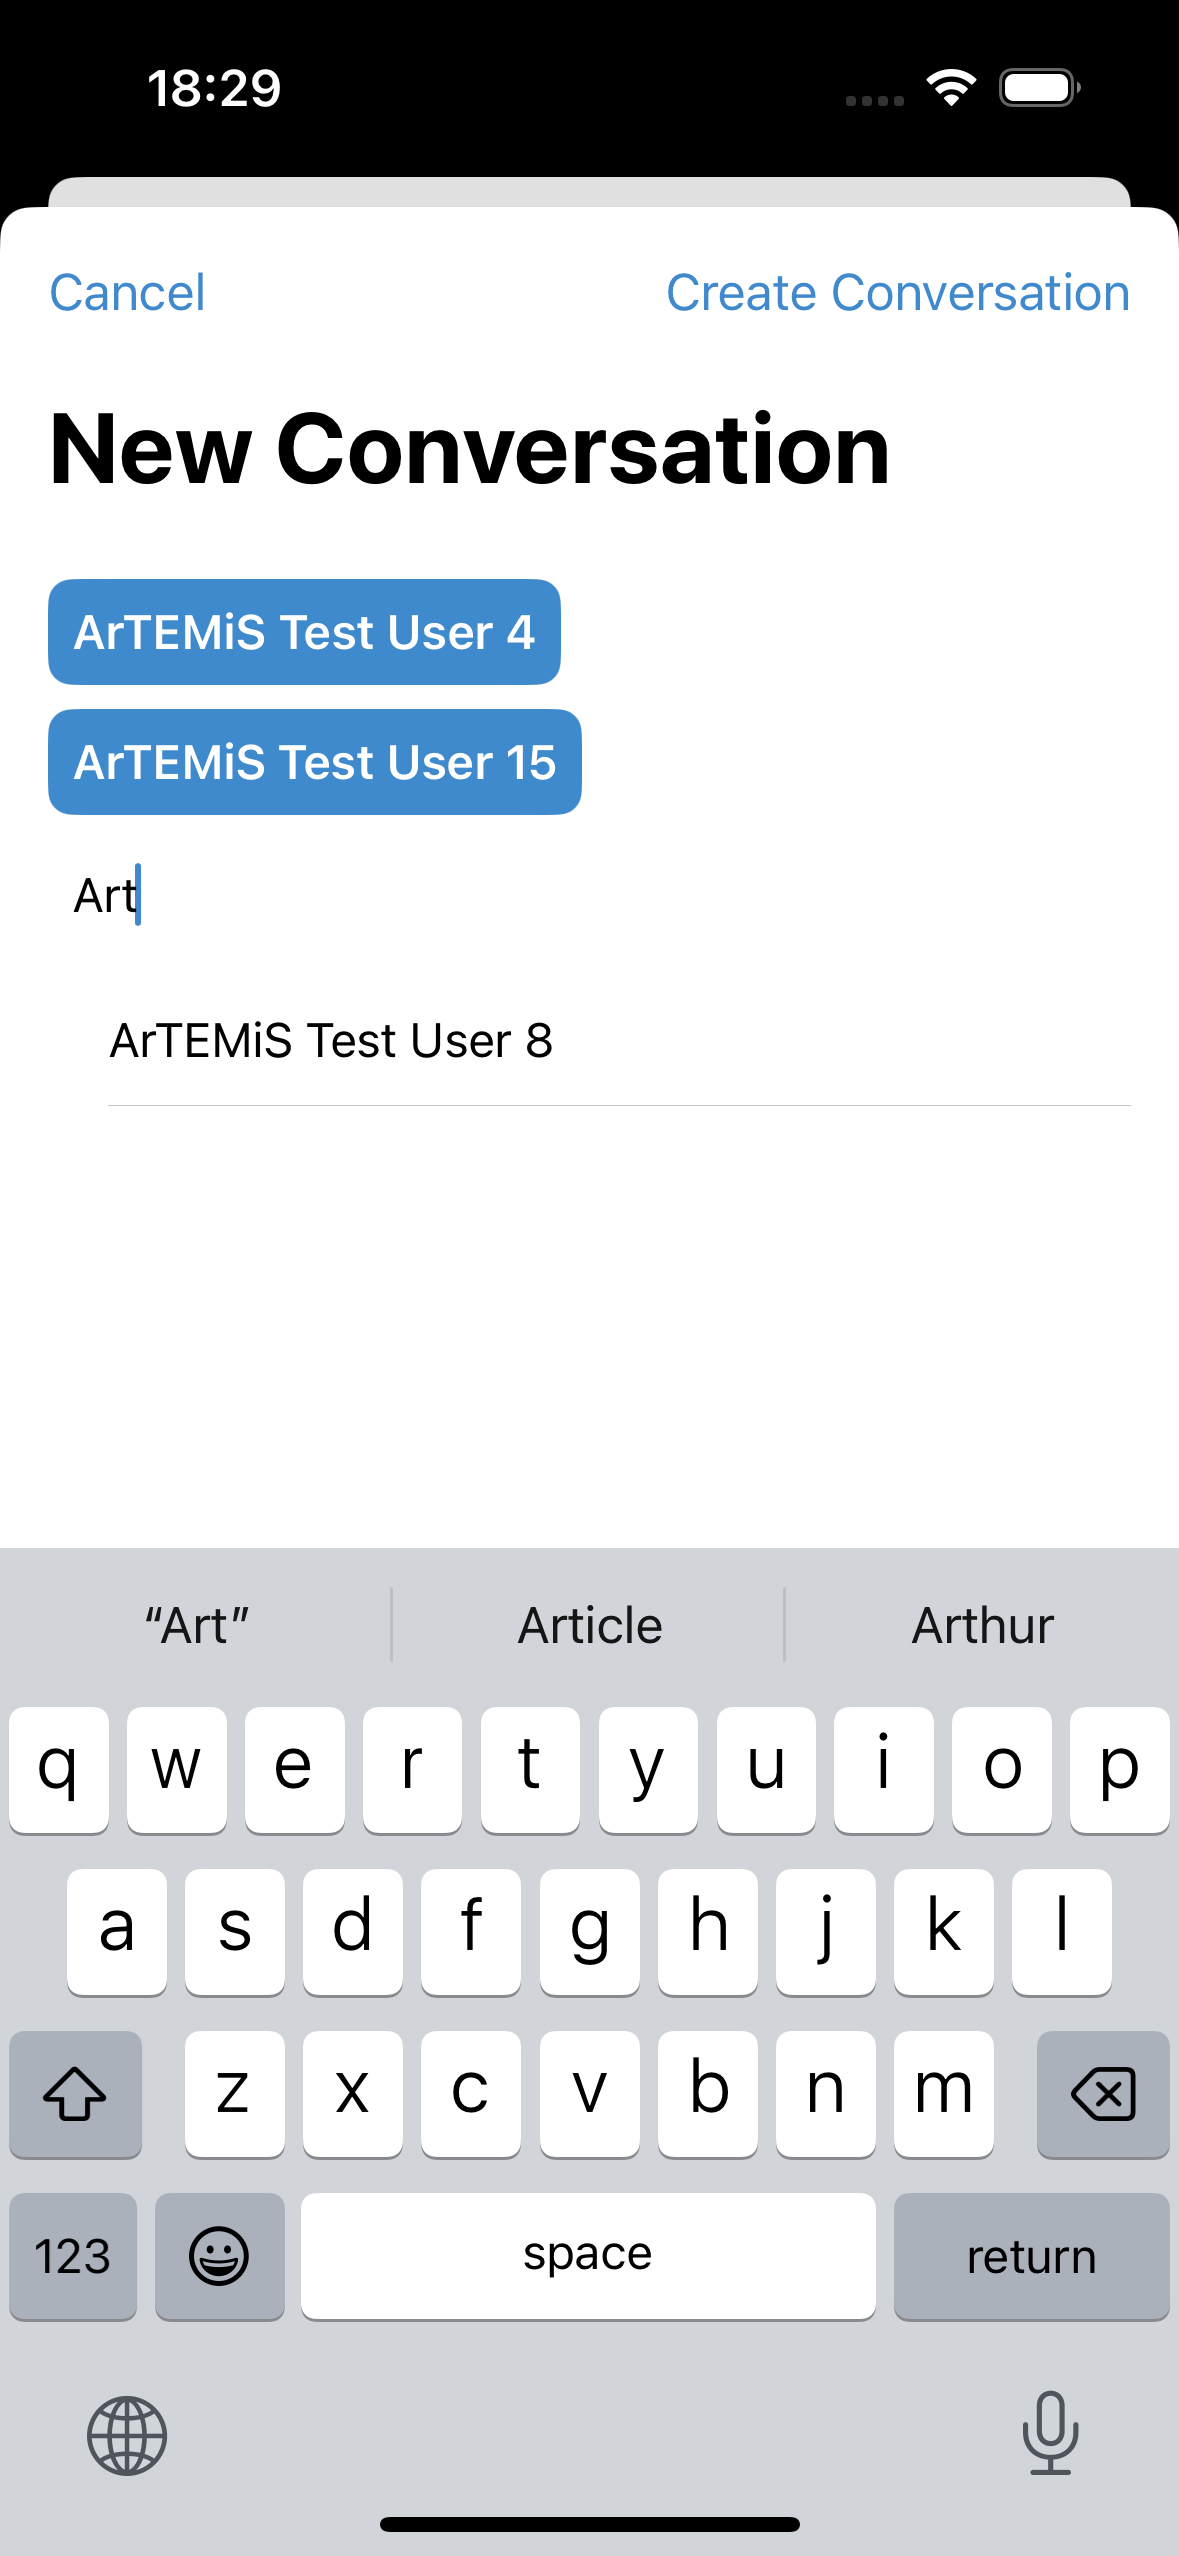 18:29
Cancel Create Conversation
New Conversation
ArTEMiS Test User 4
ArTEMiS Test User 15
Art
ArTEMiS Test User 8
“Art” Article Arthur
q w e r t y u i o p
a s d f g h j k l
z x c v b n m
123 space return